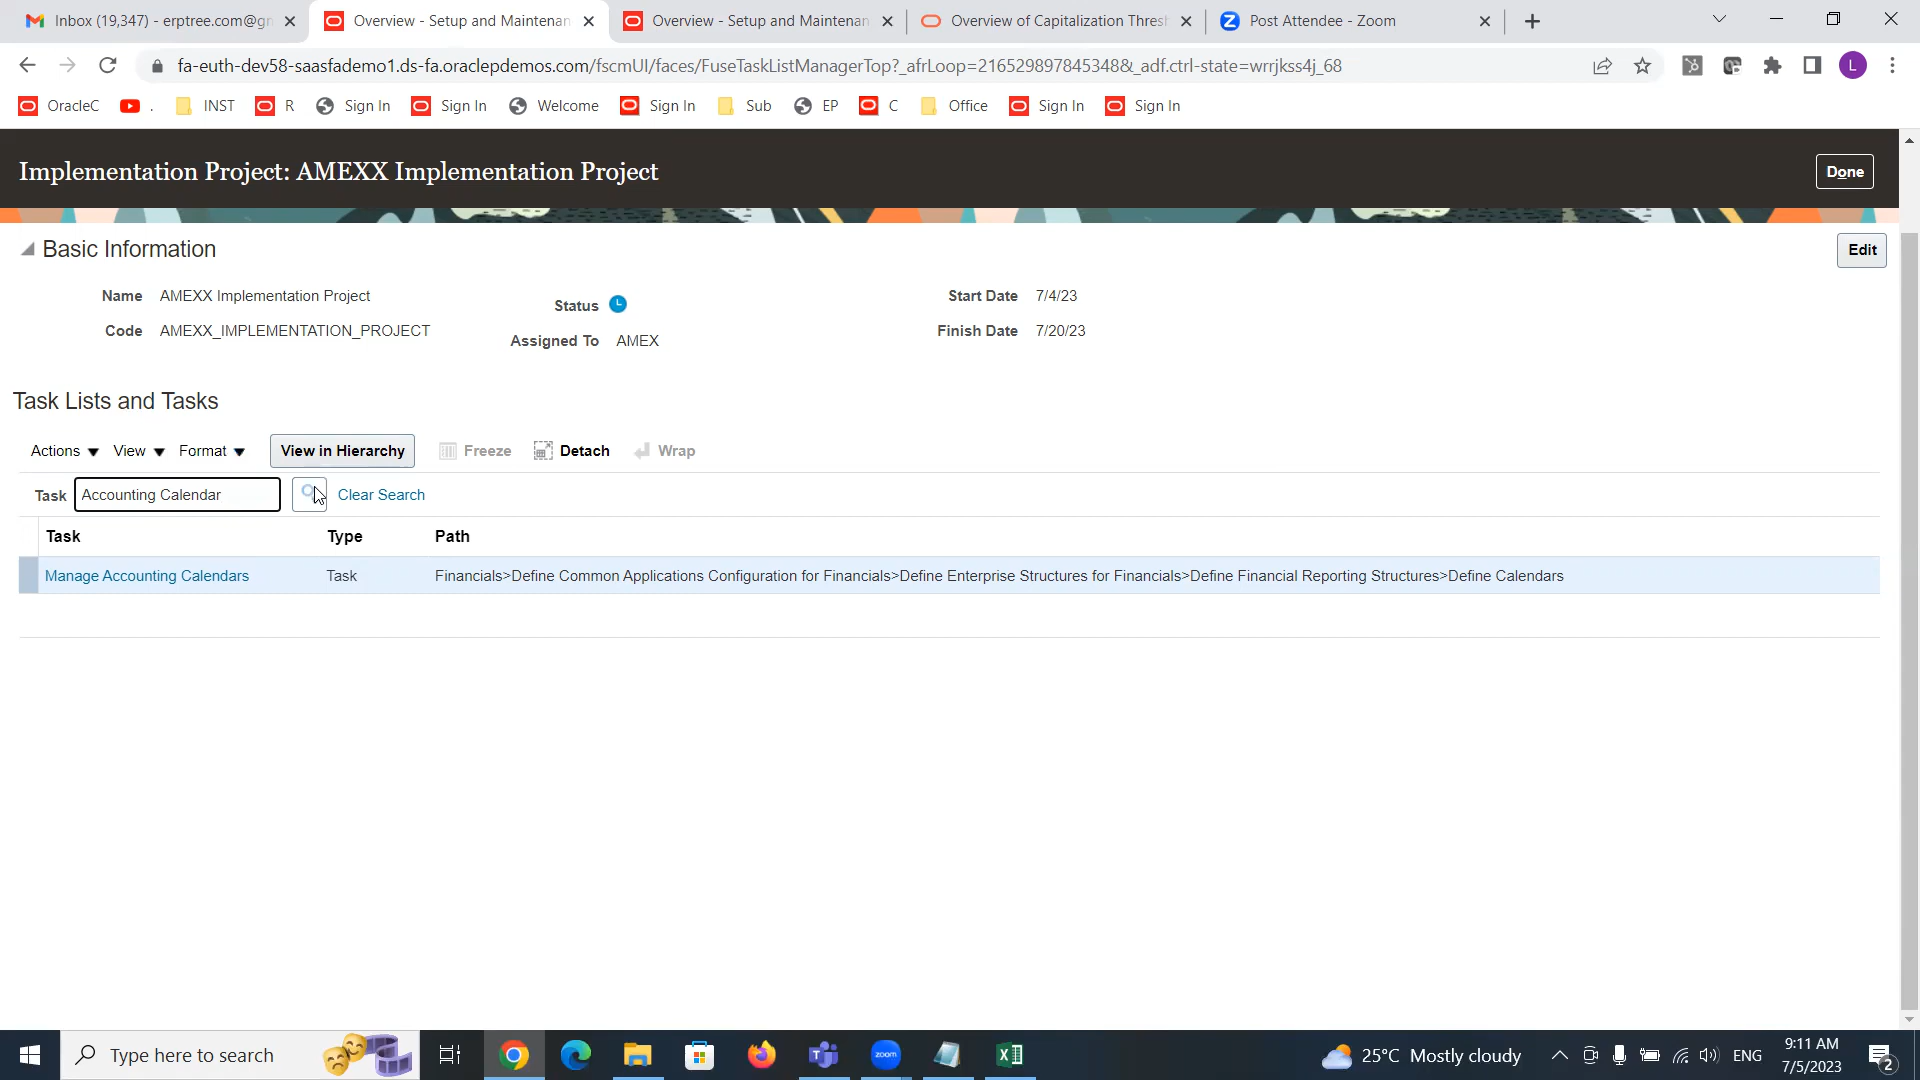 Inbox (19,347) - erptree.com@gm
Overview - Setup and Maintenan
Overview - Setup and Maintenan
Overview of Capitalization Thresh
Post Attendee - Zoom
fa-euth-dev58-saasfademo1.ds-fa.oraclepdemos.com/fscmUI/faces/FuseTaskListManagerTop?_afrLoop=216529897845348&_adf.ctrl-state=wrrjkss4j_68
L
OracleC . INST R Sign In Sign In Welcome Sign In Sub EP C Office Sign In Sign In
Implementation Project: AMEXX Implementation Project
Done
Basic Information
Edit
Name AMEXX Implementation Project
Status
Start Date 7/4/23
Code AMEXX_IMPLEMENTATION_PROJECT
Assigned To AMEX
Finish Date 7/20/23
Task Lists and Tasks
Actions View Format View in Hierarchy Freeze Detach Wrap
Task Accounting Calendar Clear Search
Task Type Path
Manage Accounting Calendars Task Financials>Define Common Applications Configuration for Financials>Define Enterprise Structures for Financials>Define Financial Reporting Structures>Define Calendars
Type here to search
zoom
25°C Mostly cloudy
ENG
9:11 AM
7/5/2023
2